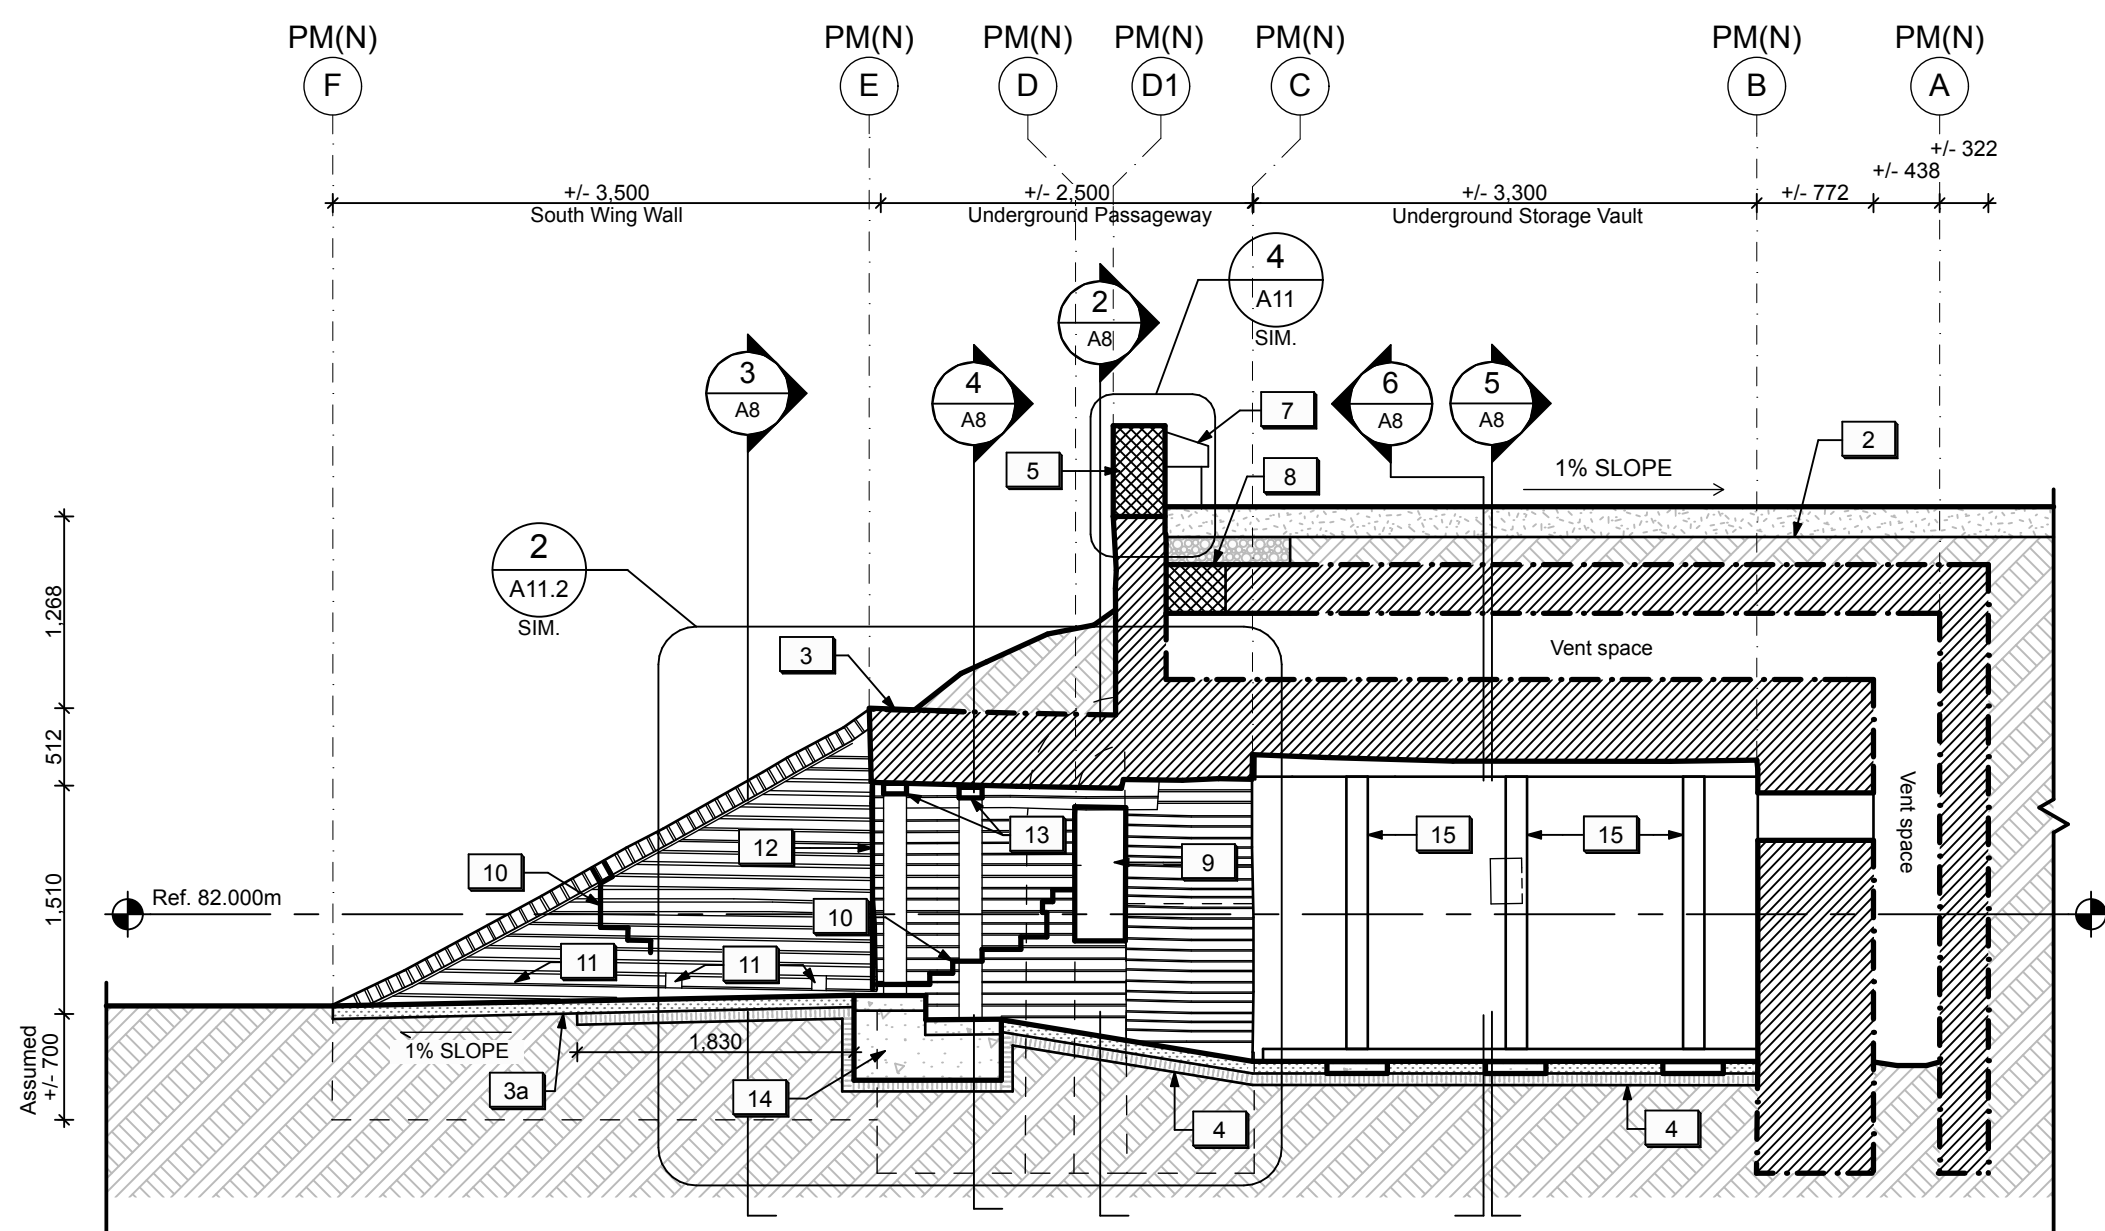 PM(N) PM(N) PM(N) PM(N) PM(N) PM(N) PM(N)
F E D D1 C B A
+/- 322
+/- 438
+/- 3,500 +/- 2,500 +/- 3,300 +/- 772
South Wing Wall Underground Passageway Underground Storage Vault
4
A11
SIM.
2
A8
3
A8
4
A8
6
A8
5
A8
7
2
5
8
1% SLOPE
2
A11.2
SIM.
1,268
3
Vent space
512
13
15 15
12
9
Vent space
10
1,510
Ref. 82.000m
10
11 11
1% SLOPE
1,830
Assumed
+/- 700
3a
14
4
4